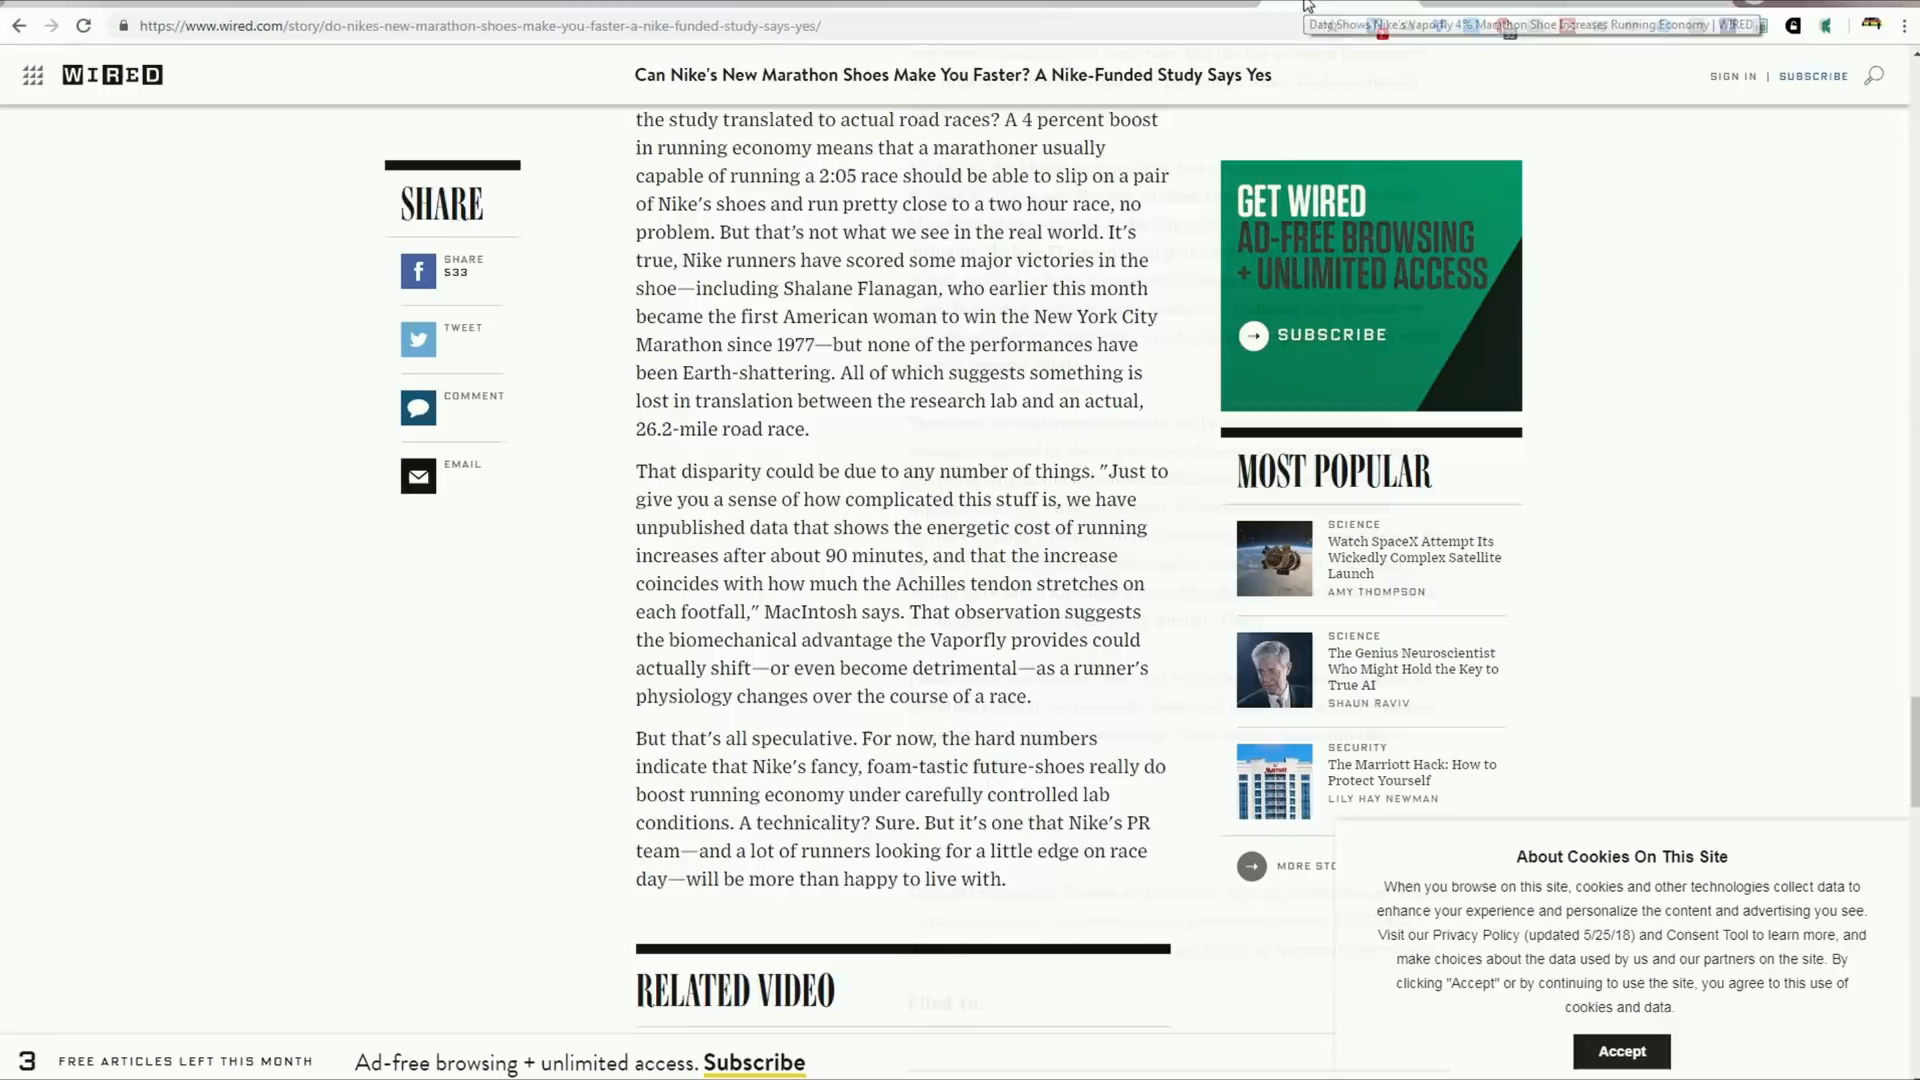 https://www.wired.com/story/do-nikes-new-marathon-shoes-make-you-faster-a-nike-funded-study-says-yes/
Data Shows Nike's Vaporfly 4% Marathon Shoe Increases Running Economy | WIRED
WIRED
Can Nike's New Marathon Shoes Make You Faster? A Nike-Funded Study Says Yes
SIGN IN | SUBSCRIBE
SHARE
SHARE
533
TWEET
COMMENT
EMAIL
the study translated to actual road races? A 4 percent boost
in running economy means that a marathoner usually
capable of running a 2:05 race should be able to slip on a pair
of Nike's shoes and run pretty close to a two hour race, no
problem. But that's not what we see in the real world. It's
true, Nike runners have scored some major victories in the
shoe—including Shalane Flanagan, who earlier this month
became the first American woman to win the New York City
Marathon since 1977—but none of the performances have
been Earth-shattering. All of which suggests something is
lost in translation between the research lab and an actual,
26.2-mile road race.
That disparity could be due to any number of things. "Just to
give you a sense of how complicated this stuff is, we have
unpublished data that shows the energetic cost of running
increases after about 90 minutes, and that the increase
coincides with how much the Achilles tendon stretches on
each footfall," MacIntosh says. That observation suggests
the biomechanical advantage the Vaporfly provides could
actually shift—or even become detrimental—as a runner's
physiology changes over the course of a race.
But that's all speculative. For now, the hard numbers
indicate that Nike's fancy, foam-tastic future-shoes really do
boost running economy under carefully controlled lab
conditions. A technicality? Sure. But it's one that Nike's PR
team—and a lot of runners looking for a little edge on race
day—will be more than happy to live with.
RELATED VIDEO
GET WIRED
AD-FREE BROWSING
+ UNLIMITED ACCESS
SUBSCRIBE
MOST POPULAR
SCIENCE
Watch SpaceX Attempt Its
Wickedly Complex Satellite
Launch
AMY THOMPSON
SCIENCE
The Genius Neuroscientist
Who Might Hold the Key to
True AI
SHAUN RAVIV
SECURITY
The Marriott Hack: How to
Protect Yourself
LILY HAY NEWMAN
MORE STO
About Cookies On This Site
When you browse on this site, cookies and other technologies collect data to
enhance your experience and personalize the content and advertising you see.
Visit our Privacy Policy (updated 5/25/18) and Consent Tool to learn more, and
make choices about the data used by us and our partners on the site. By
clicking "Accept" or by continuing to use the site, you agree to this use of
cookies and data.
Accept
3 FREE ARTICLES LEFT THIS MONTH
Ad-free browsing + unlimited access. Subscribe